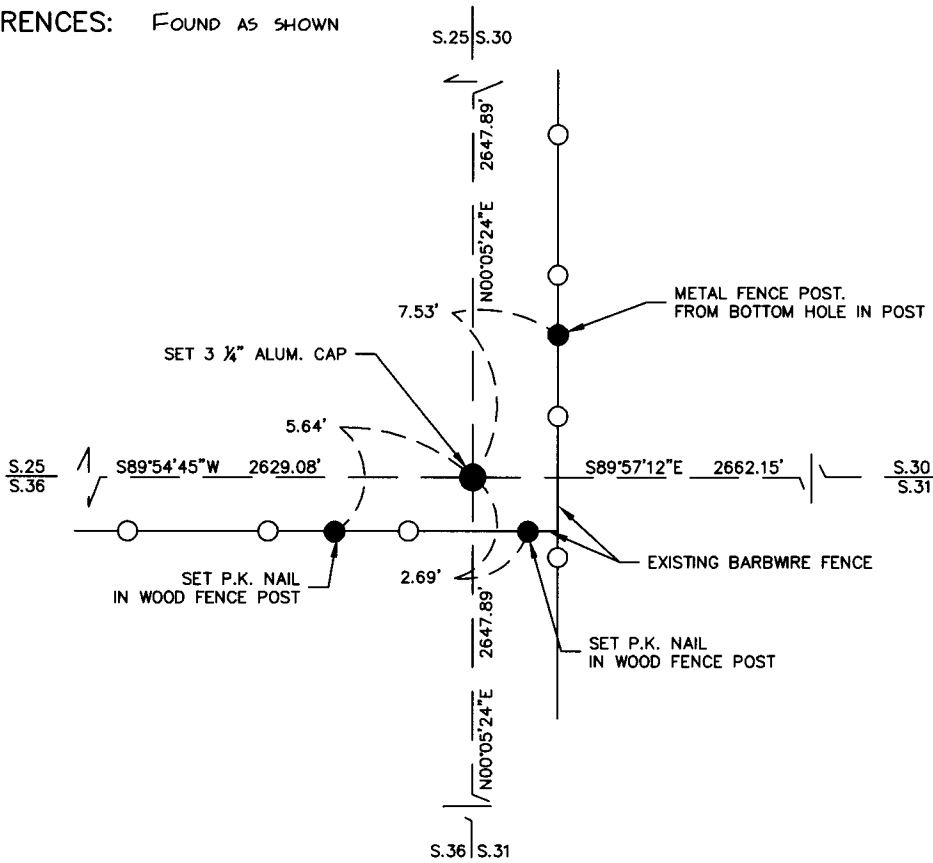 RENCES: FOUND AS SHOWN
S.25 S.30
2647.89'
N00°05'24"E
METAL FENCE POST.
FROM BOTTOM HOLE IN POST
7.53'
SET 3 ¼" ALUM. CAP
5.64'
S.25
S.36
S89°54'45"W 2629.08'
S89°57'12"E 2662.15'
S.30
S.31
EXISTING BARBWIRE FENCE
SET P.K. NAIL
IN WOOD FENCE POST
2.69'
2647.89'
N00°05'24"E
SET P.K. NAIL
IN WOOD FENCE POST
S.36 S.31